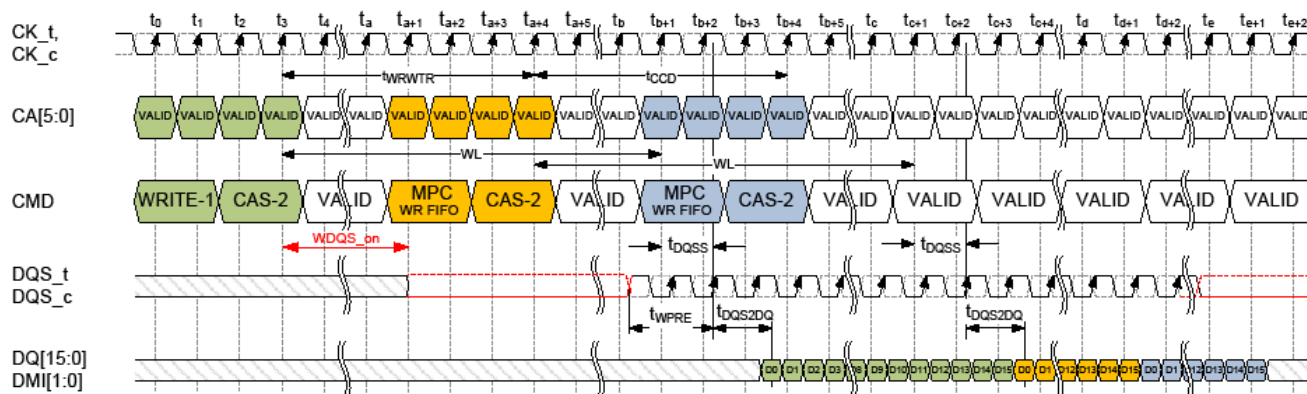 t0 t1 t2 t3 t4 ta ta+1 ta+2 ta+3 ta+4 ta+5 tb tb+1 tb+2 tb+3 tb+4 tb+5 tc tc+1 tc+2 tc+3 tc+4 td td+1 td+2 te te+1 te+2
CK_t,
CK_c
tWRWTR tCCD
CA[5:0] VALID VALID VALID VALID VALID VALID VALID VALID VALID VALID VALID VALID VALID VALID VALID VALID VALID VALID VALID VALID VALID VALID VALID VALID VALID VALID VALID VALID
WL WL
CMD WRITE-1 CAS-2 VALID MPC WR FIFO CAS-2 VALID MPC WR FIFO CAS-2 VALID VALID VALID VALID VALID VALID
WDQS_on tDQSS tDQSS
DQS_t
DQS_c
tWPRE tDQS2DQ tDQS2DQ
DQ[15:0] D0 D1 D2 D3 D8 D9 D10 D11 D12 D13 D14 D15 D0 D1 D12 D13 D14 D15 D0 D1 D12 D13 D14 D15
DMI[1:0]